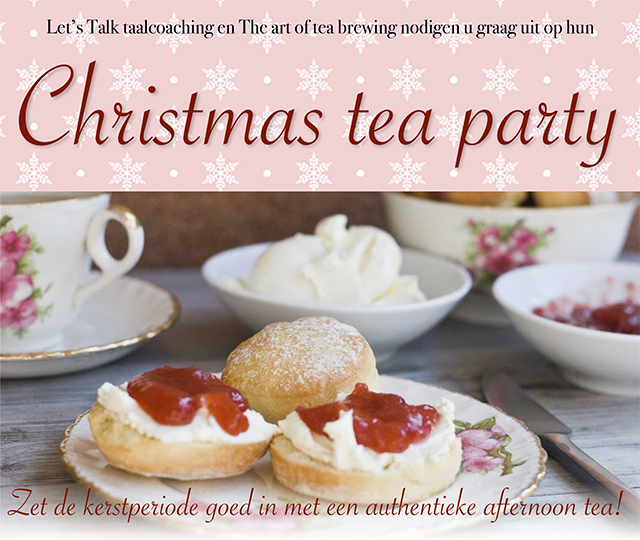 Let's Talk taalcoaching en The art of tea brewing nodigen u graag uit op hun
Christmas tea party
Zet de kerstperiode goed in met een authentieke afternoon tea!